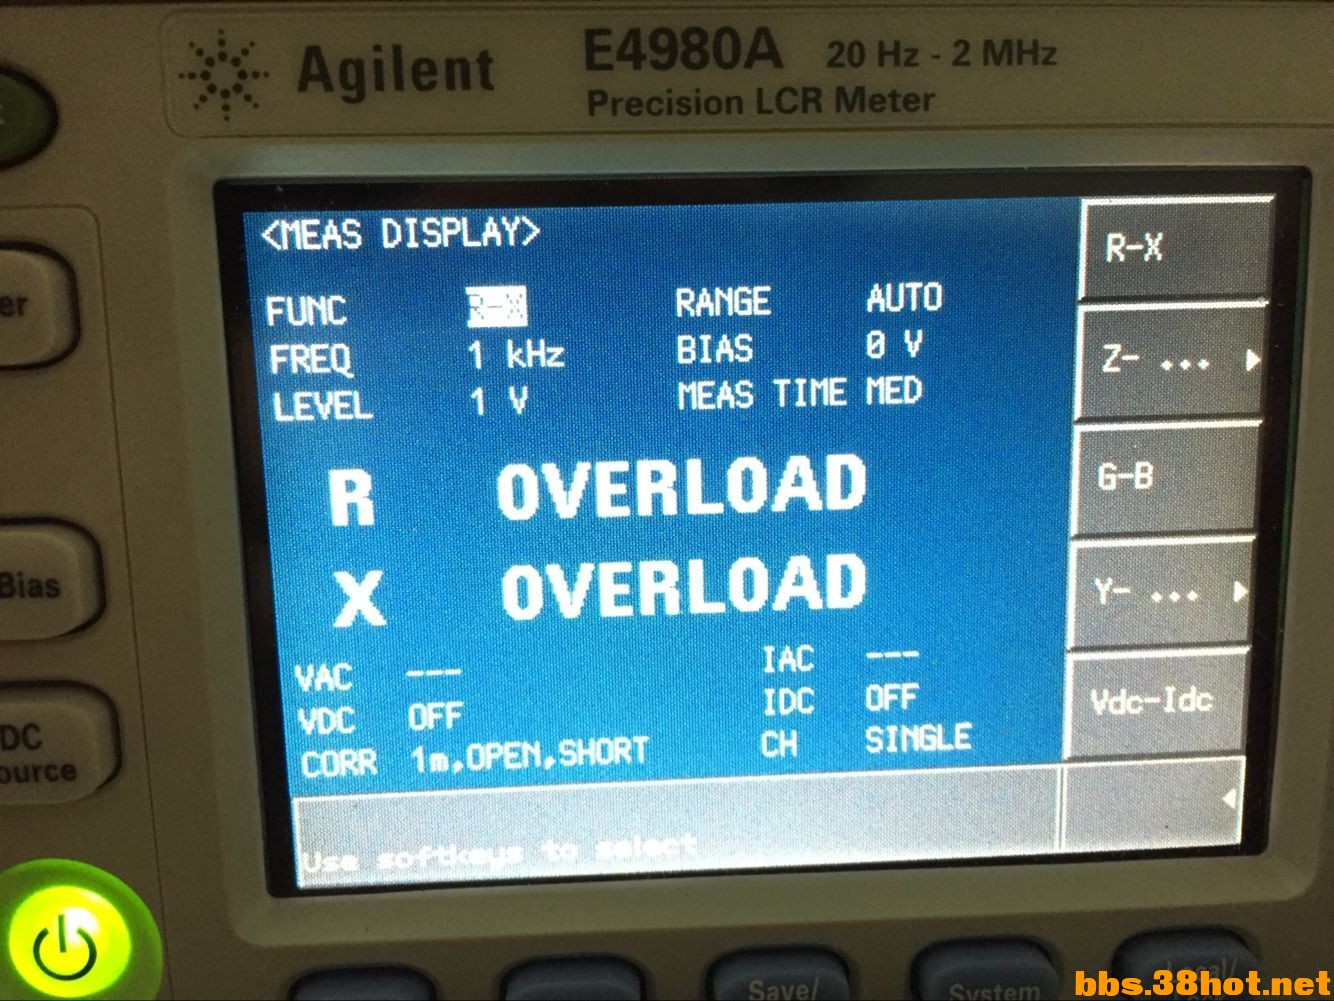 Agilent E4980A 20 Hz - 2 MHz
Precision LCR Meter
<MEAS DISPLAY>
FUNC R-X RANGE AUTO
FREQ 1 kHz BIAS 0 V
LEVEL 1 V MEAS TIME MED
R OVERLOAD
X OVERLOAD
VAC --- IAC ---
VDC OFF IDC OFF
CORR 1m,OPEN,SHORT CH SINGLE
Use softkeys to select
R-X
Z- ...
G-B
Y- ...
Vdc-Idc
er
Bias
DC
ource
Save/
System
bbs.38hot.net